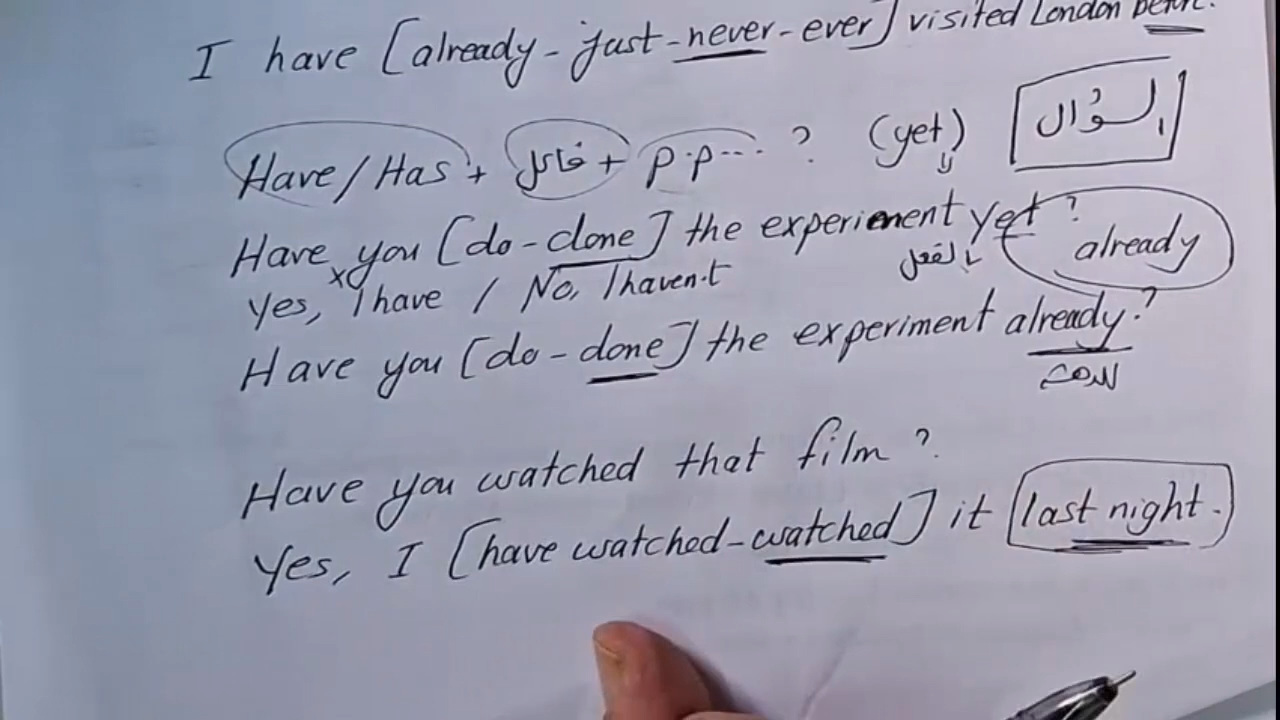 I have [already - just - never - ever] visited London before.
Have / Has + فاعل + p.p... ? (yet) السؤال
Have you [do - done] the experiement yet ? already
بالفعل
Yes, I have / No, I haven't
Have you [do - done] the experiment already ?
للدهشة
Have you watched that film ?
Yes, I [have watched - watched] it last night.